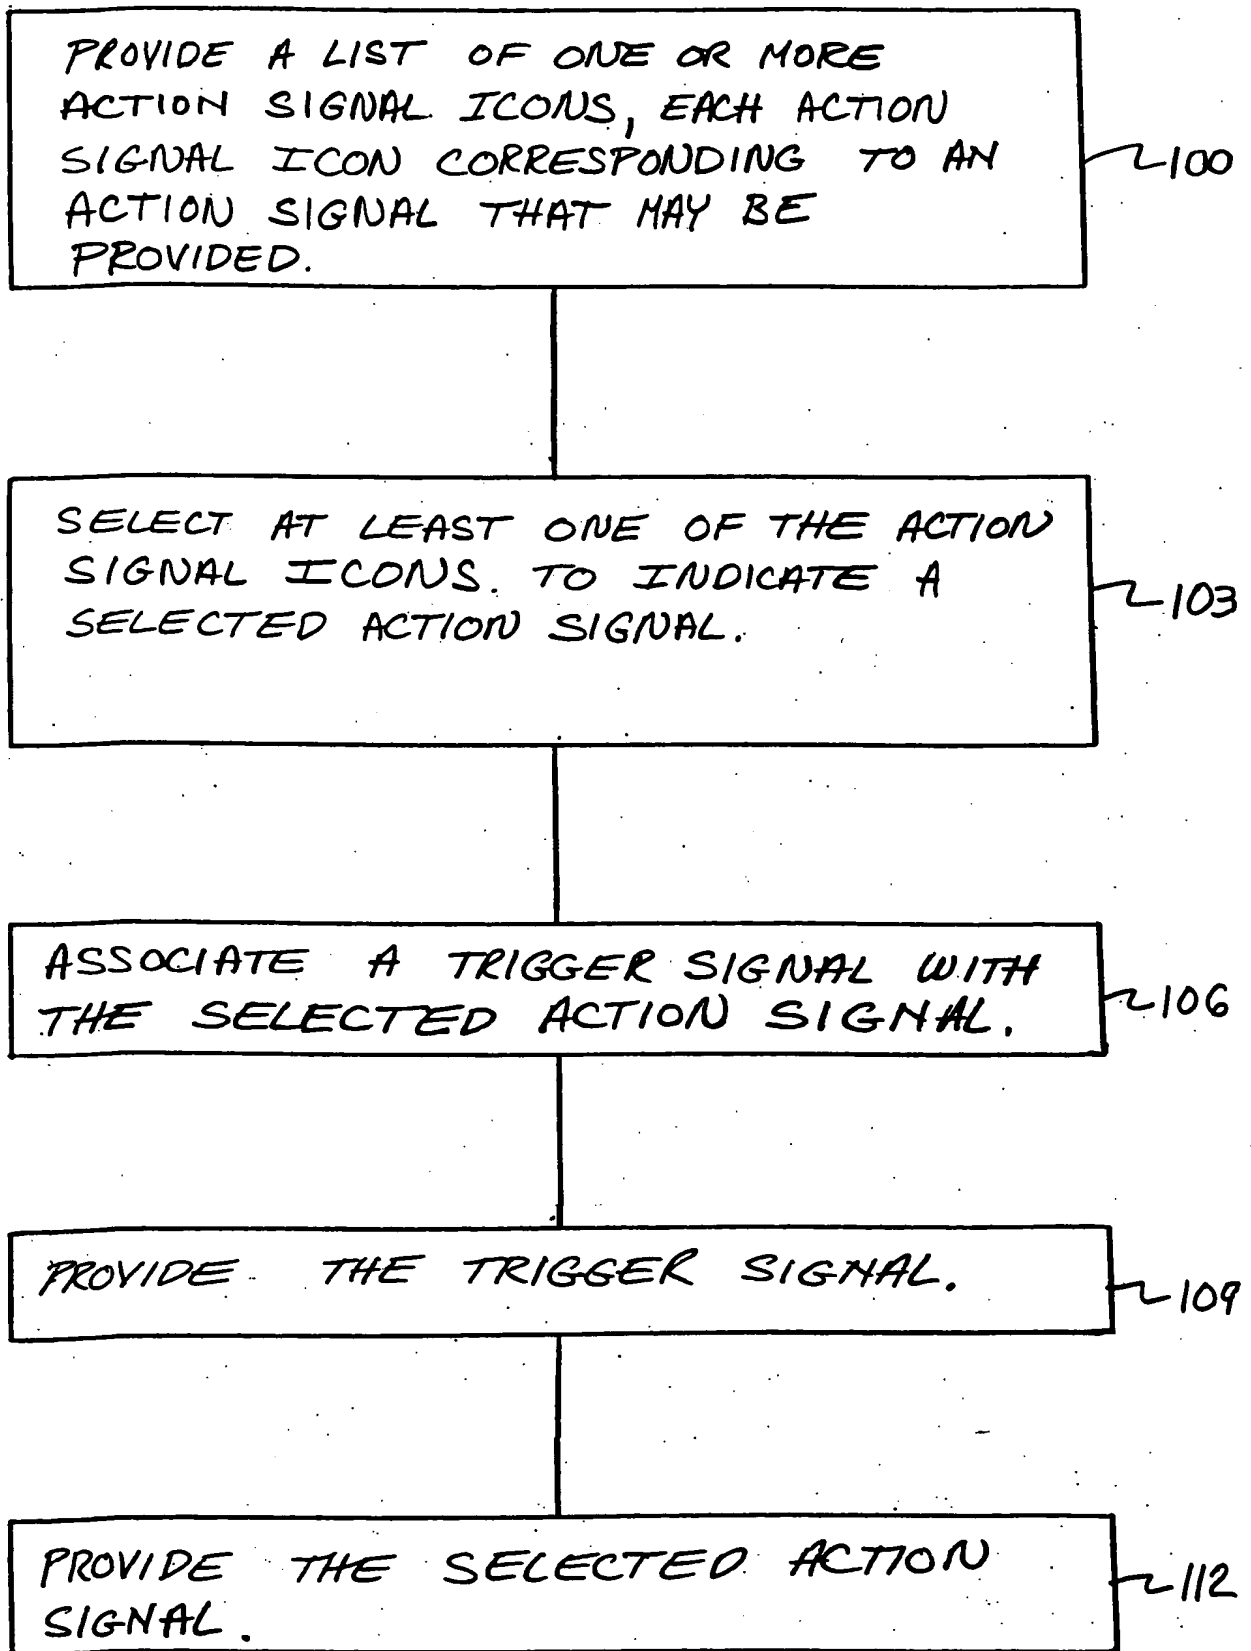 PROVIDE A LIST OF ONE OR MORE
ACTION SIGNAL ICONS, EACH ACTION
SIGNAL ICON CORRESPONDING TO AN
ACTION SIGNAL THAT MAY BE
PROVIDED.
100
SELECT AT LEAST ONE OF THE ACTION
SIGNAL ICONS. TO INDICATE A
SELECTED ACTION SIGNAL.
103
ASSOCIATE A TRIGGER SIGNAL WITH
THE SELECTED ACTION SIGNAL.
106
PROVIDE THE TRIGGER SIGNAL.
109
PROVIDE THE SELECTED ACTION
SIGNAL.
112